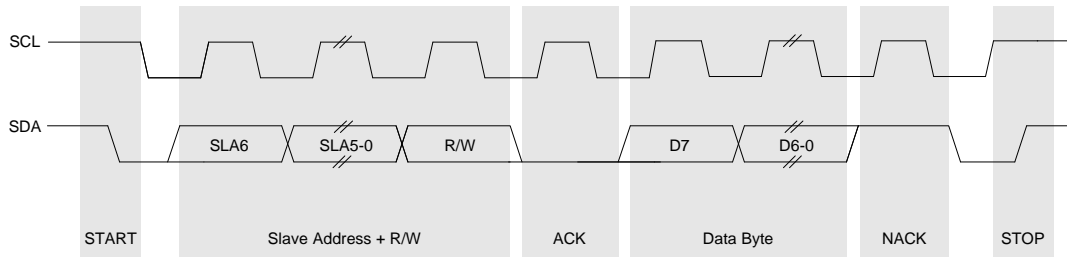 SCL
SDA
SLA6 SLA5-0 R/W D7 D6-0
START Slave Address + R/W ACK Data Byte NACK STOP